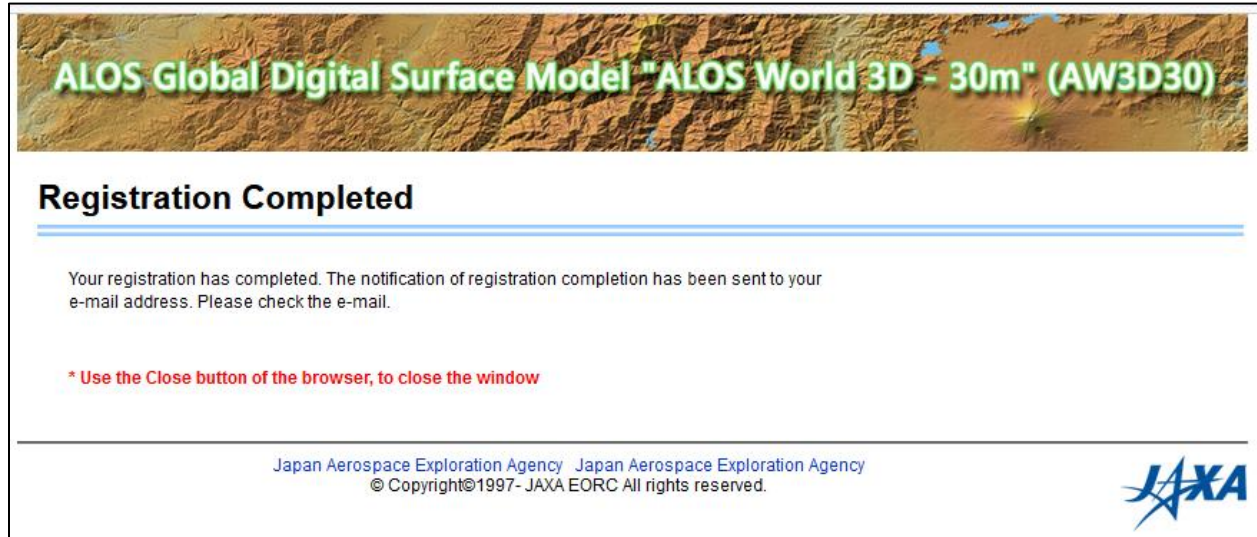 ALOS Global Digital Surface Model "ALOS World 3D - 30m" (AW3D30)
Registration Completed
Your registration has completed. The notification of registration completion has been sent to your
e-mail address. Please check the e-mail.
* Use the Close button of the browser, to close the window
Japan Aerospace Exploration Agency Japan Aerospace Exploration Agency
© Copyright©1997- JAXA EORC All rights reserved.
JAXA